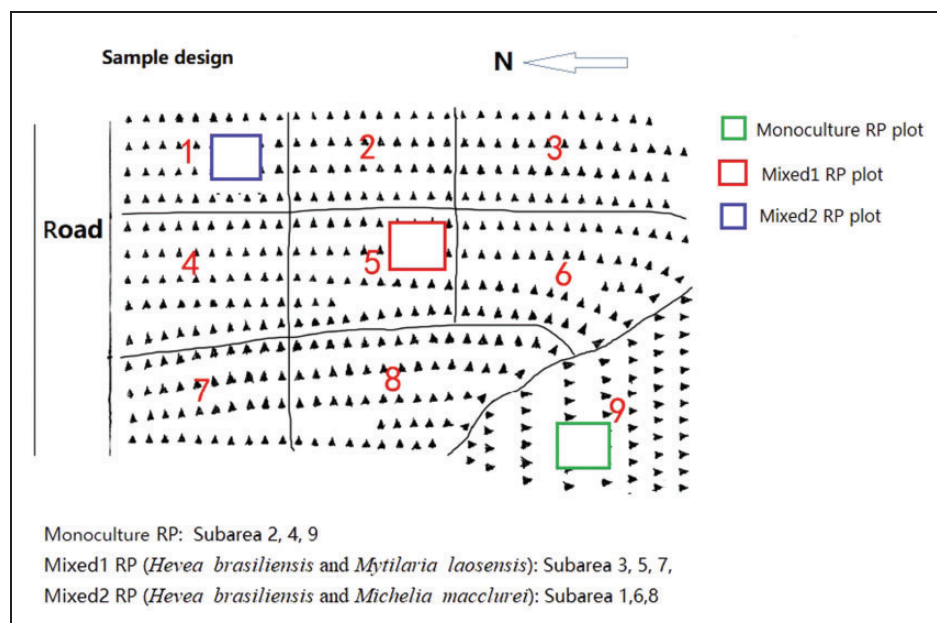 Sample design
N
Monoculture RP plot
Mixed1 RP plot
Mixed2 RP plot
Road
1
2
3
4
5
6
7
8
9
Monoculture RP: Subarea 2, 4, 9
Mixed1 RP (Hevea brasiliensis and Mytilaria laosensis): Subarea 3, 5, 7,
Mixed2 RP (Hevea brasiliensis and Michelia macclurei): Subarea 1,6,8